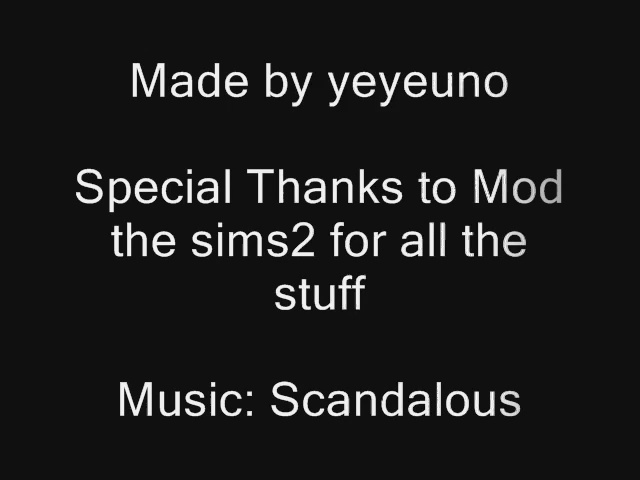 Made by yeyeuno
Special Thanks to Mod
the sims2 for all the
stuff
Music: Scandalous